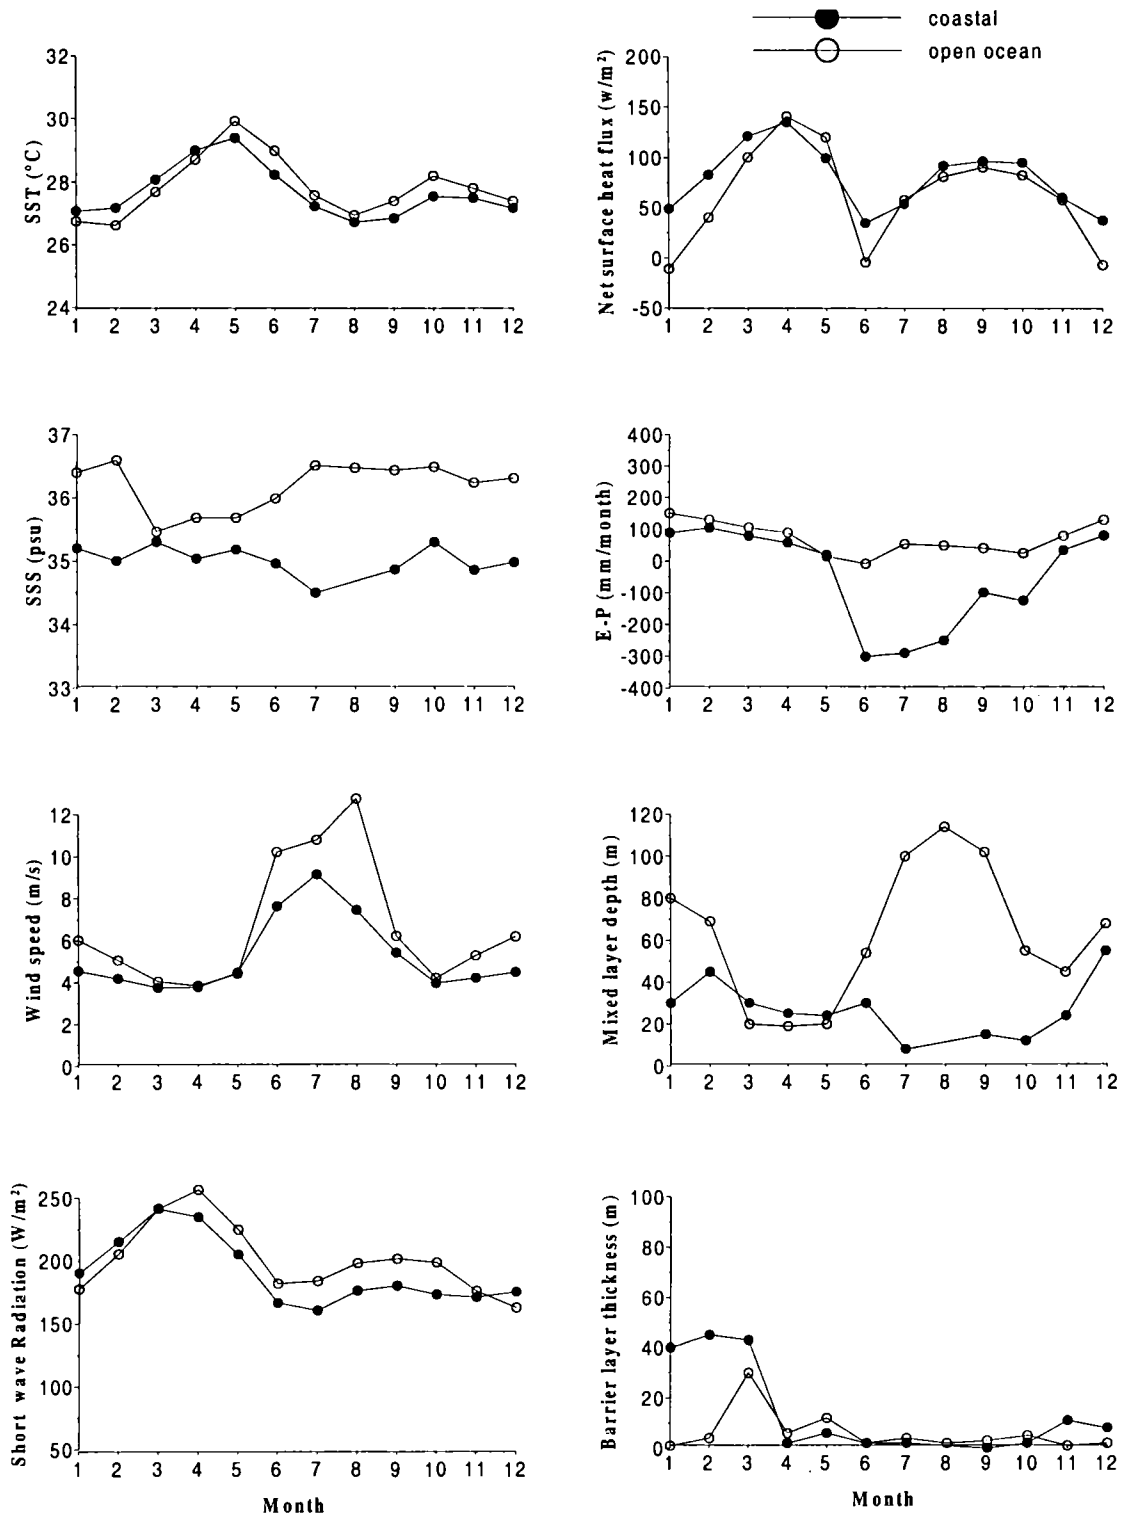 coastal
open ocean
SST (°C)
32
30
28
26
24
1 2 3 4 5 6 7 8 9 10 11 12
Net surface heat flux (w/m²)
200
150
100
50
0
-50
1 2 3 4 5 6 7 8 9 10 11 12
SSS (psu)
37
36
35
34
33
1 2 3 4 5 6 7 8 9 10 11 12
E-P (mm/month)
400
300
200
100
0
-100
-200
-300
-400
1 2 3 4 5 6 7 8 9 10 11 12
Wind speed (m/s)
12
10
8
6
4
2
0
1 2 3 4 5 6 7 8 9 10 11 12
Mixed layer depth (m)
120
100
80
60
40
20
0
1 2 3 4 5 6 7 8 9 10 11 12
Short wave Radiation (W/m²)
250
200
150
100
50
1 2 3 4 5 6 7 8 9 10 11 12
Month
Barrier layer thickness (m)
100
80
60
40
20
0
1 2 3 4 5 6 7 8 9 10 11 12
Month